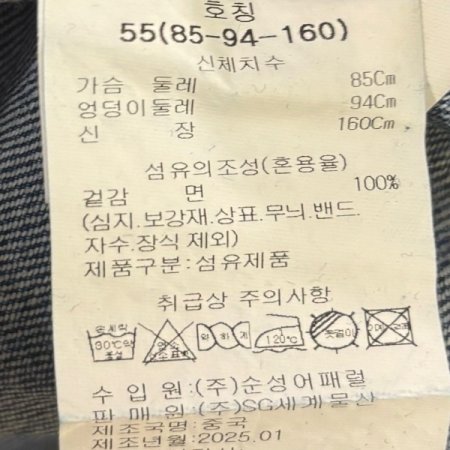 호칭
55(85-94-160)
신체치수
가슴 둘레 85Cm
엉덩이둘레 94Cm
신 장 160Cm
섬유의조성(혼용율)
겉감 면 100%
(심지.보강재.상표.무늬.밴드.
자수.장식 제외)
제품구분:섬유제품
취급상 주의사항
30℃ 120℃ 옷걸이
수 입 원:(주)순성어패럴
판 매 원:(주)SG세계물산
제조국명:중국
제조년월:2025.01